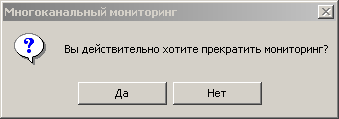 Многоканальный мониторинг
Вы действительно хотите прекратить мониторинг?
Да
Нет